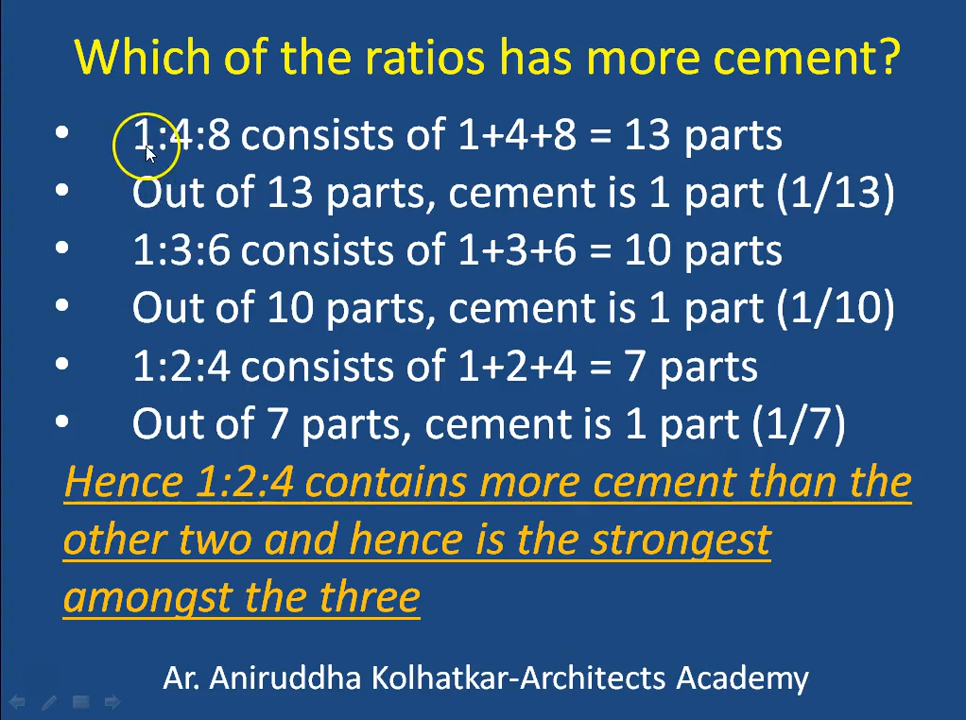 Which of the ratios has more cement?
• 1:4:8 consists of 1+4+8 = 13 parts
• Out of 13 parts, cement is 1 part (1/13)
• 1:3:6 consists of 1+3+6 = 10 parts
• Out of 10 parts, cement is 1 part (1/10)
• 1:2:4 consists of 1+2+4 = 7 parts
• Out of 7 parts, cement is 1 part (1/7)
Hence 1:2:4 contains more cement than the
other two and hence is the strongest
amongst the three
Ar. Aniruddha Kolhatkar-Architects Academy